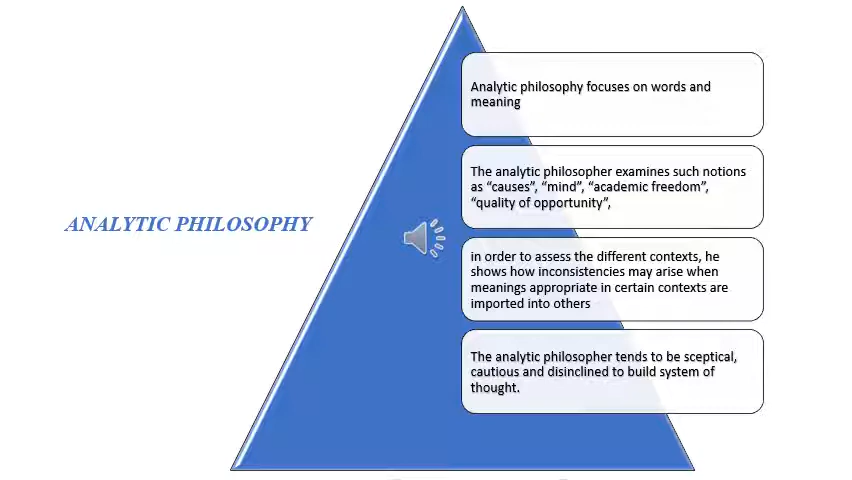 ANALYTIC PHILOSOPHY
Analytic philosophy focuses on words and
meaning
The analytic philosopher examines such notions
as “causes”, “mind”, “academic freedom”,
“quality of opportunity”,
in order to assess the different contexts, he
shows how inconsistencies may arise when
meanings appropriate in certain contexts are
imported into others
The analytic philosopher tends to be sceptical,
cautious and disinclined to build system of
thought.